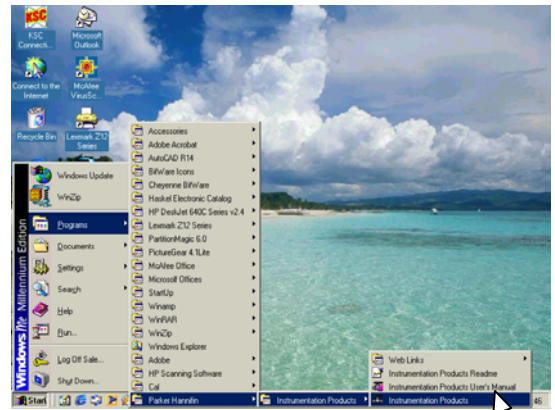 KSC
KSC
Connecti...
Microsoft
Outlook
Connect to the
Internet
McAfee
VirusSc...
Recycle Bin
Lexmark Z12
Series
Windows Update
WinZip
Programs
Documents
Settings
Search
Help
Run...
Log Off Sale...
Shut Down...
Windows Me Millennium Edition
Accessories
Adobe Acrobat
AutoCAD R14
BitWare Icons
Cheyenne BitWare
Haskel Electronic Catalog
HP DeskJet 640C Series v2.4
Lexmark Z12 Series
PartitionMagic 6.0
PictureGear 4.1Lite
McAfee Office
Microsoft Offices
StartUp
Winamp
WinRAR
WinZip
Windows Explorer
Adobe
HP Scanning Software
Cal
Parker Hannifin
Instrumentation Products
Web Links
Instrumentation Products Readme
Instrumentation Products User's Manual
Instrumentation Products
Start
46